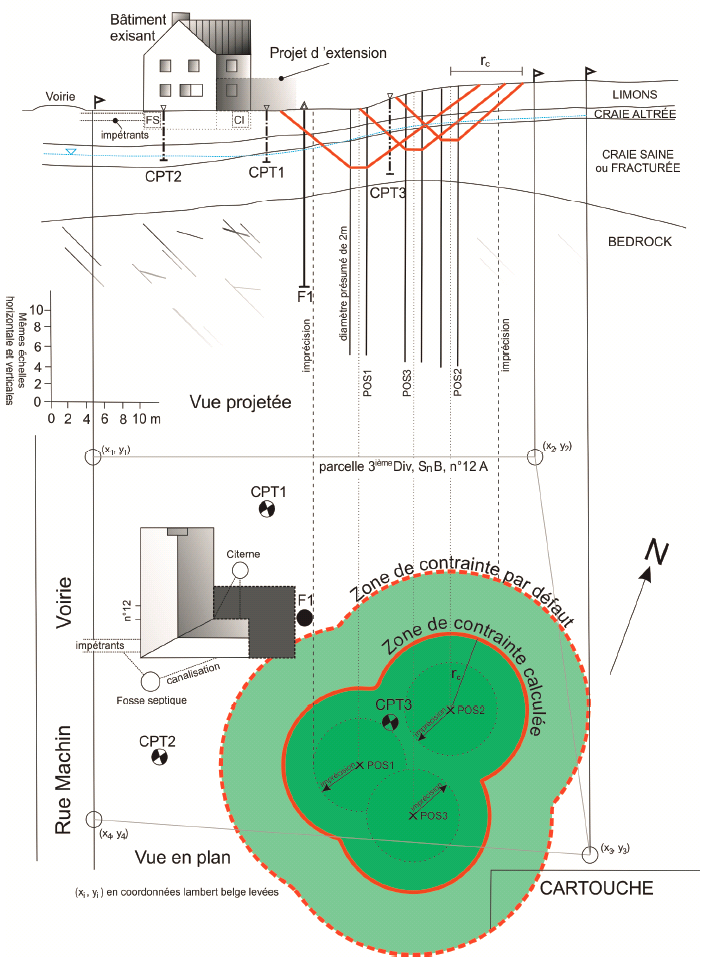 Bâtiment
exisant
Projet d 'extension
r c
Voirie
LIMONS
CRAIE ALTRÉE
FS
CI
impétrants
CRAIE SAINE
ou FRACTURÉE
CPT2
CPT1
CPT3
BEDROCK
F1
diamètre présumé de 2m
imprécision
imprécision
POS1
POS3
POS2
Mêmes échelles
horizontale et verticales
10
8
6
4
2
0
0 2 4 6 8 10 m
Vue projetée
(x1, y1)
(x2, y2)
parcelle 3ièmeDiv, SnB, n°12 A
CPT1
N
Zone de contrainte par défaut
Citerne
F1
Voirie
n°12
Zone de contrainte calculée
impétrants
canalisation
r c
Fosse septique
CPT3
imprécision
POS2
CPT2
imprécision
POS1
imprécision
POS3
Rue Machin
(x4, y4)
(x3, y3)
Vue en plan
(xi , yi ) en coordonnées lambert belge levées
CARTOUCHE